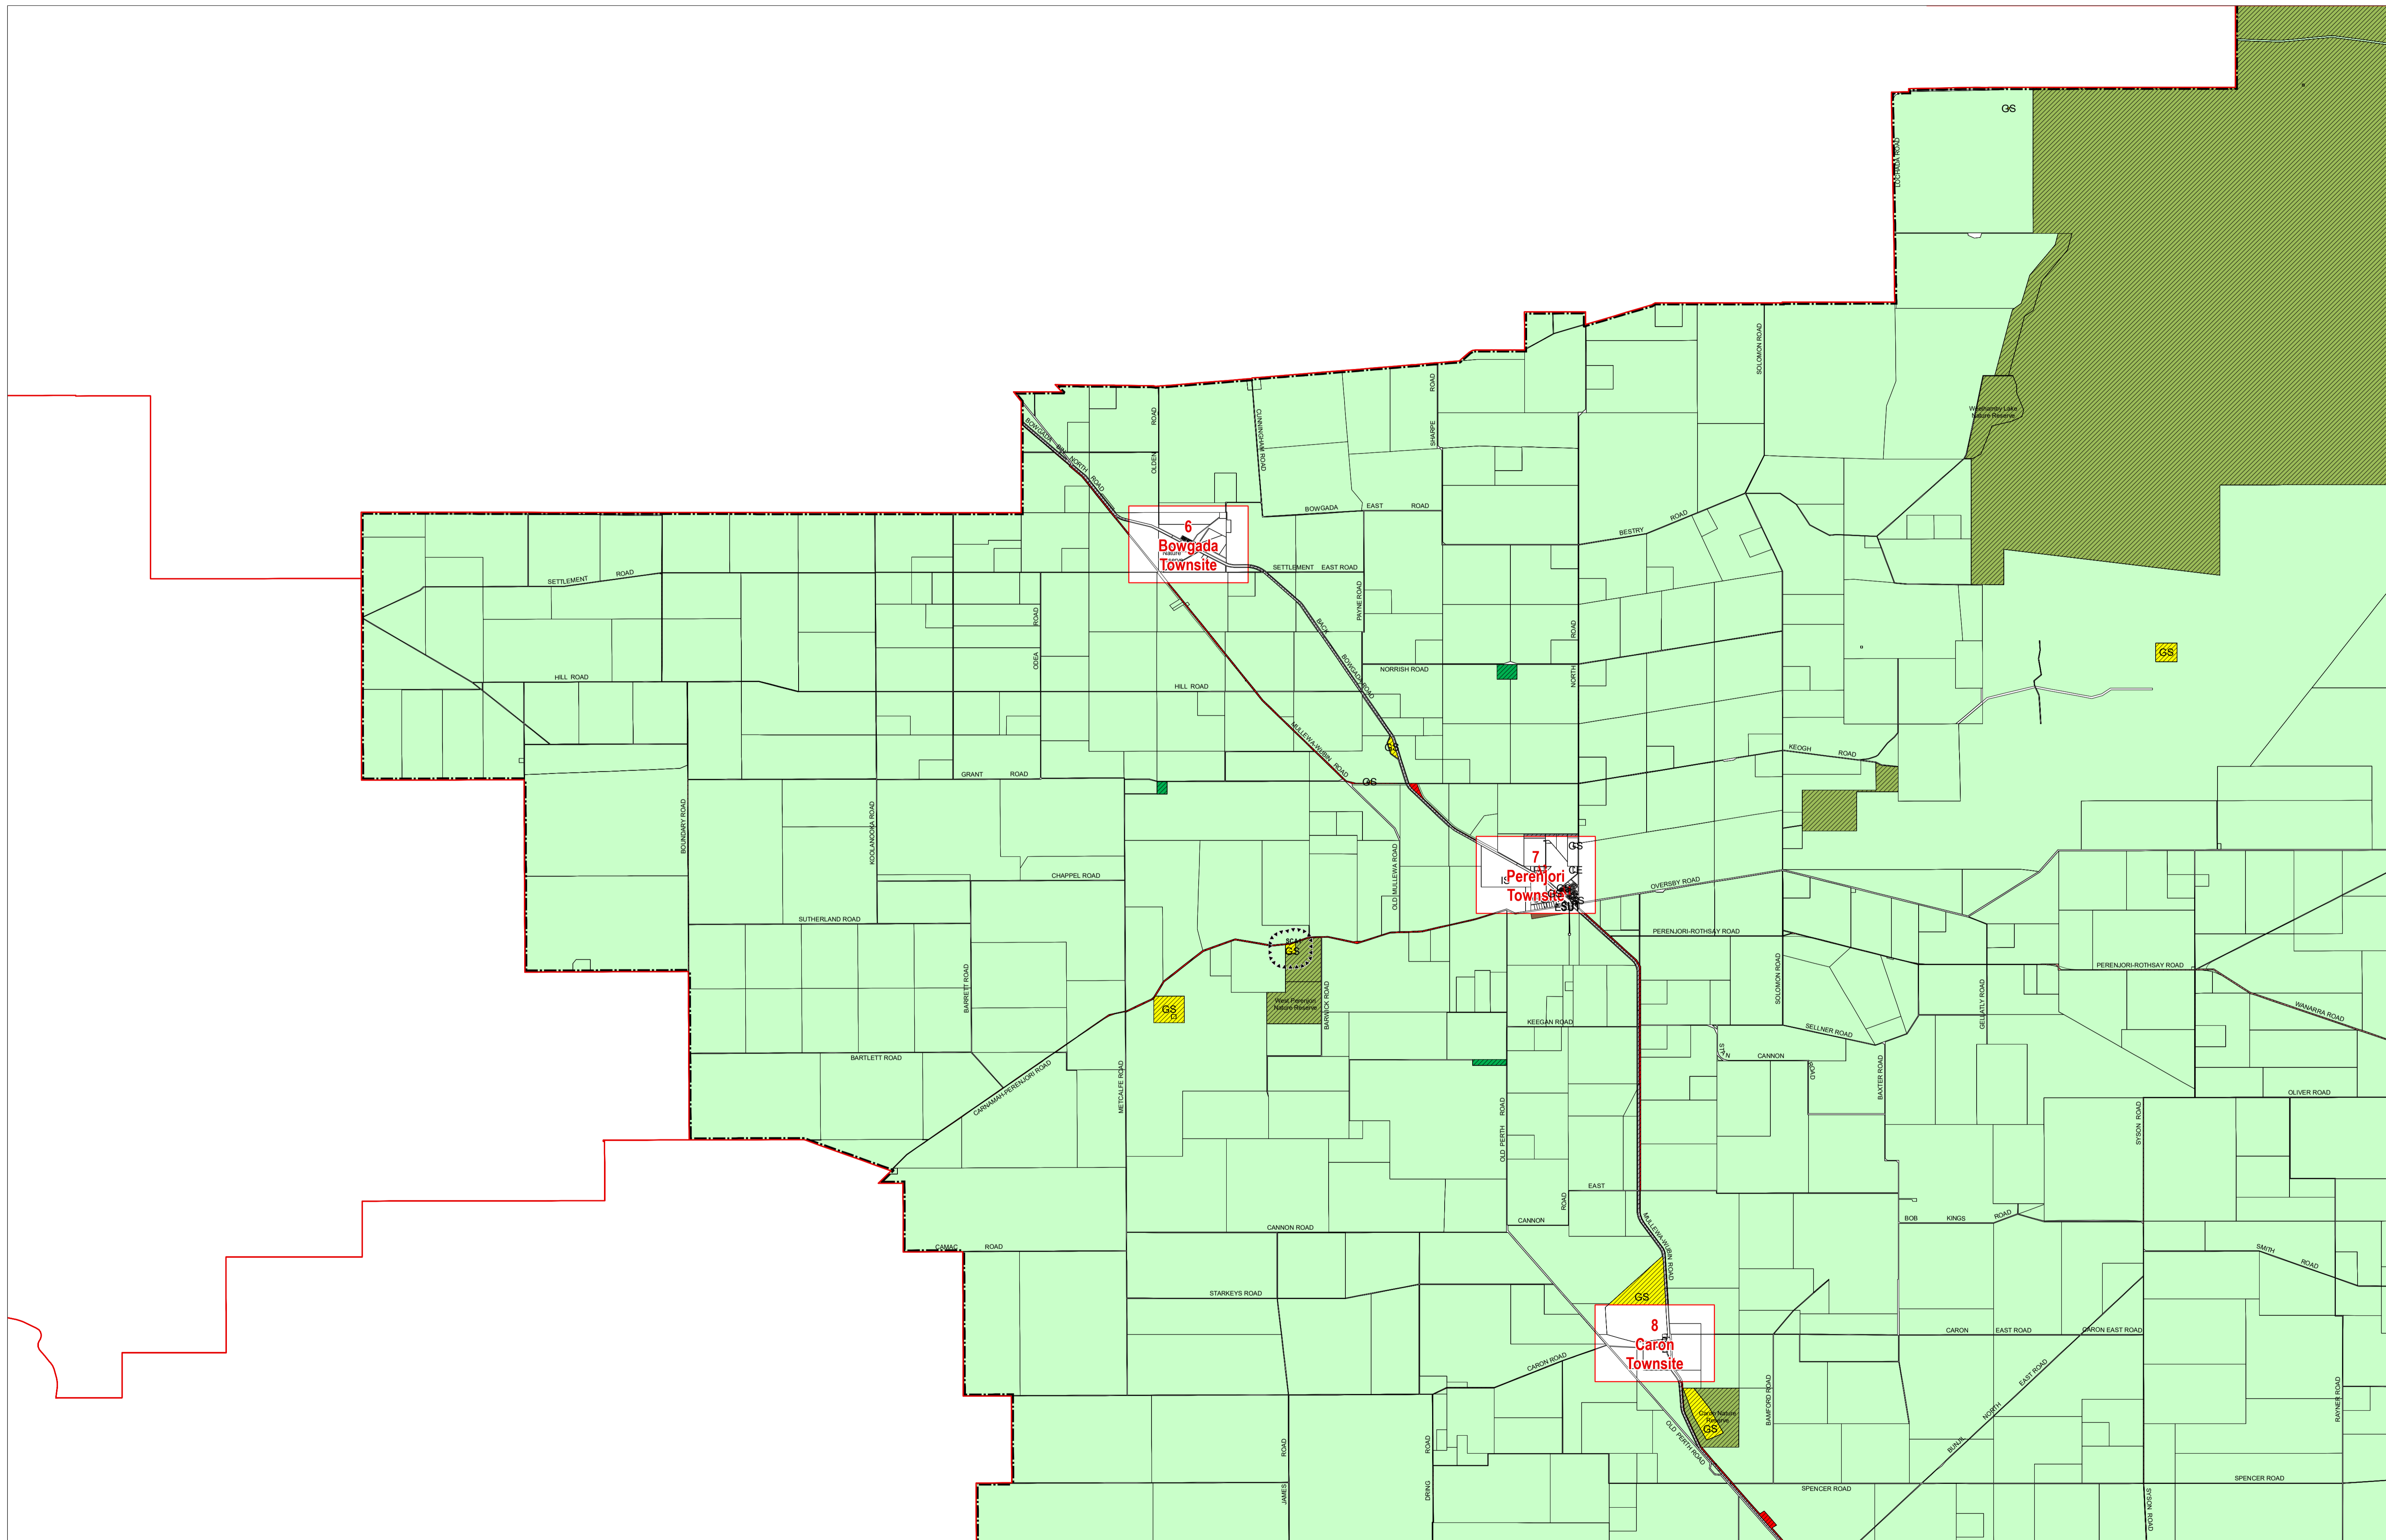 GS
LOCHADA ROAD
SOLOMON ROAD
Weelhamby Lake
Nature Reserve
BOWGADA
NORTH
ROAD
OLDEN
ROAD
CUNNINGHAM ROAD
SHARPE
ROAD
BOWGADA
EAST
ROAD
BESTRY
ROAD
6
Bowgada
Townsite
Nature
SETTLEMENT
ROAD
SETTLEMENT
EAST ROAD
PAYNE ROAD
ODEA
ROAD
BACK
BOWGADA
ROAD
NORTH
ROAD
NORRISH ROAD
GS
HILL ROAD
HILL ROAD
MULLEWA-WUBIN
ROAD
GS
KEOGH
ROAD
GRANT
ROAD
GS
BOUNDARY ROAD
KOOLANOOKA ROAD
OLD MULLEWA ROAD
7
Perenjori
Townsite
GS
IS
CHAPPEL ROAD
OVERSBY ROAD
SUTHERLAND ROAD
PERENJORI-ROTHSAY ROAD
GS
BARRETT ROAD
SOLOMON ROAD
GELLATLY ROAD
PERENJORI-ROTHSAY ROAD
WANARRA ROAD
West Perenjori
Nature Reserve
BARWICK ROAD
GS
KEEGAN ROAD
SELLNER ROAD
BARTLETT ROAD
CARNAMAH-PERENJORI ROAD
METCALFE ROAD
CANNON
ROAD
BAXTER ROAD
OLIVER ROAD
OLD PERTH
ROAD
SYSON
ROAD
EAST
ROAD
CANNON
CANNON ROAD
BOB
KINGS
ROAD
MULLEWA-WUBIN ROAD
CAMAC
ROAD
SMITH
ROAD
STARKEYS ROAD
GS
8
Caron
Townsite
CARON
EAST ROAD
CARON EAST ROAD
CARON ROAD
EAST ROAD
NORTH
BUNJIL
BAMFORD ROAD
RAYNER ROAD
Caron Nature
Reserve
GS
OLD PERTH ROAD
JAMES
ROAD
DRING
ROAD
SPENCER ROAD
SPENCER ROAD
SYSON ROAD